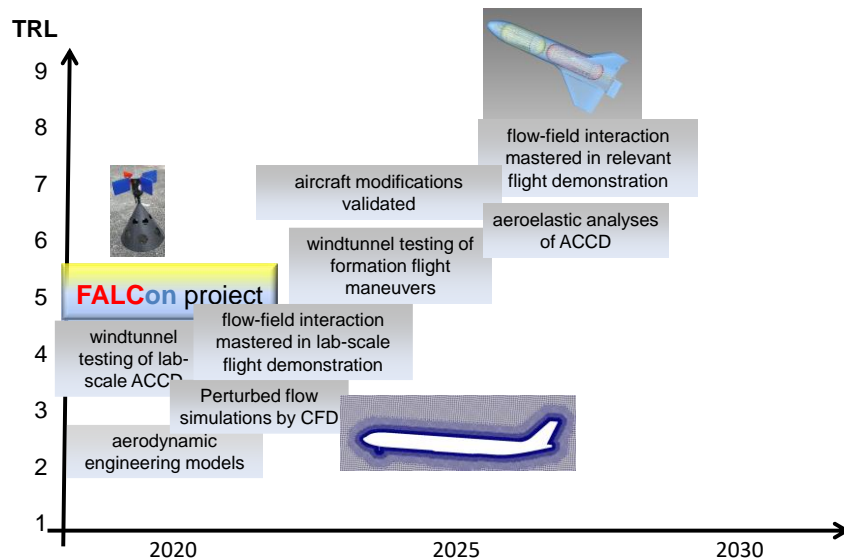 TRL
9
8
7
6
5
4
3
2
1
flow-field interaction
mastered in relevant
flight demonstration
aircraft modifications
validated
aeroelastic analyses
of ACCD
windtunnel testing of
formation flight
maneuvers
FALCon project
flow-field interaction
mastered in lab-scale
flight demonstration
windtunnel
testing of lab-
scale ACCD
Perturbed flow
simulations by CFD
aerodynamic
engineering models
2020
2025
2030